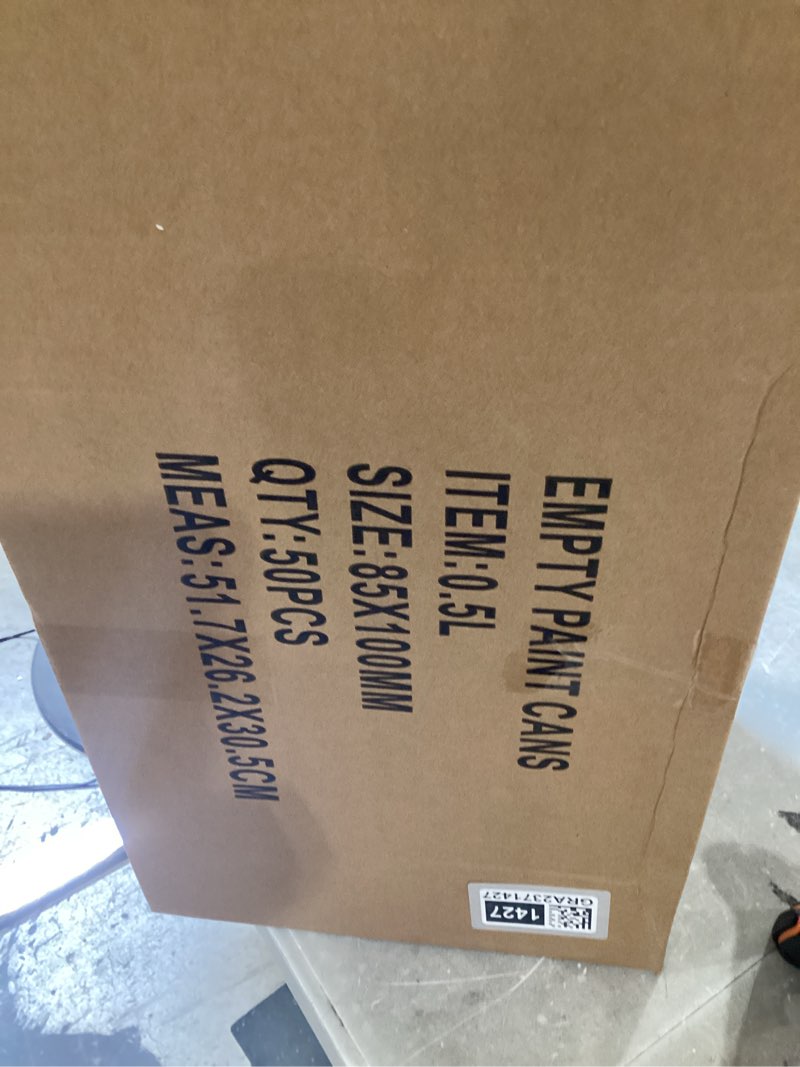 EMPTY PAINT CANS
ITEM:0.5L
SIZE:85X100MM
QTY:50PCS
MEAS:51.7X26.2X30.5CM
1427
GRA2371427